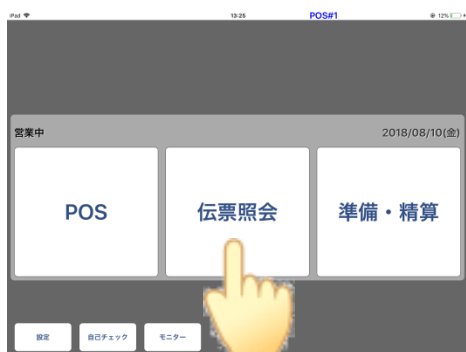 iPad 13:25 POS#1 12%
営業中 2018/08/10(金)
POS 伝票照会 準備・精算
設定 自己チェック モニター